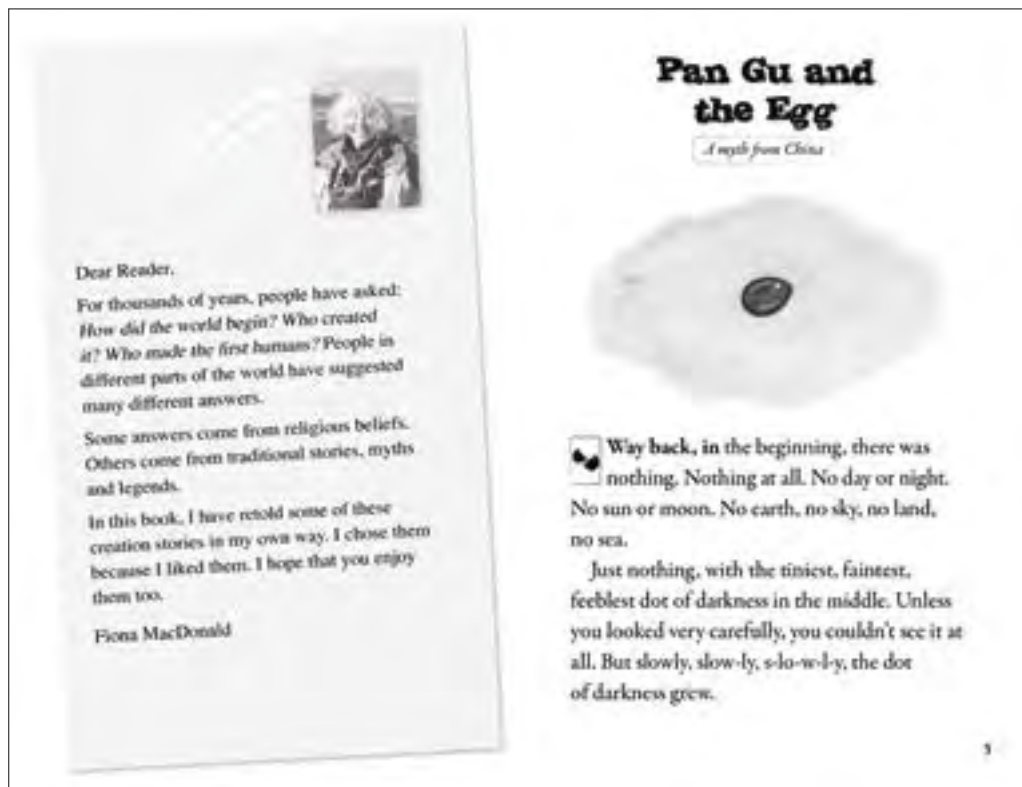 Dear Reader,
For thousands of years, people have asked:
How did the world begin? Who created
it? Who made the first humans? People in
different parts of the world have suggested
many different answers.
Some answers come from religious beliefs.
Others come from traditional stories, myths
and legends.
In this book, I have retold some of these
creation stories in my own way. I chose them
because I liked them. I hope that you enjoy
them too.
Fiona MacDonald
Pan Gu and
the Egg
A myth from China
Way back, in the beginning, there was
nothing. Nothing at all. No day or night.
No sun or moon. No earth, no sky, no land,
no sea.
Just nothing, with the tiniest, faintest,
feeblest dot of darkness in the middle. Unless
you looked very carefully, you couldn't see it at
all. But slowly, slow-ly, s-lo-w-l-y, the dot
of darkness grew.